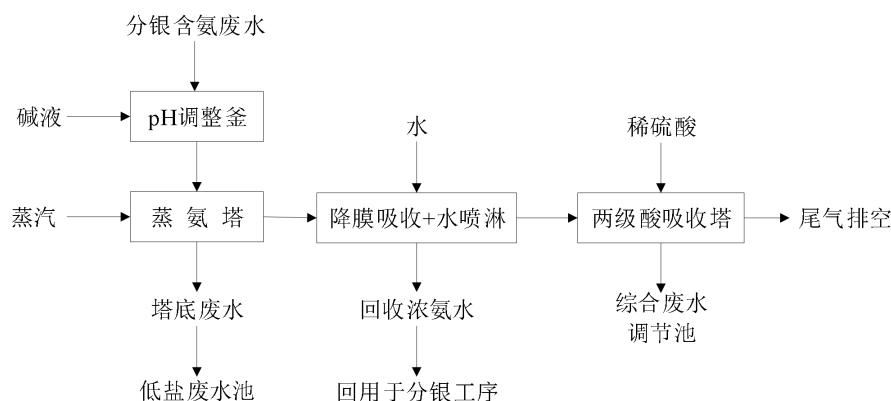 分银含氨废水
碱液
pH调整釜
水
稀硫酸
蒸汽
蒸 氨 塔
降膜吸收+水喷淋
两级酸吸收塔
尾气排空
塔底废水
回收浓氨水
综合废水
调节池
低盐废水池
回用于分银工序